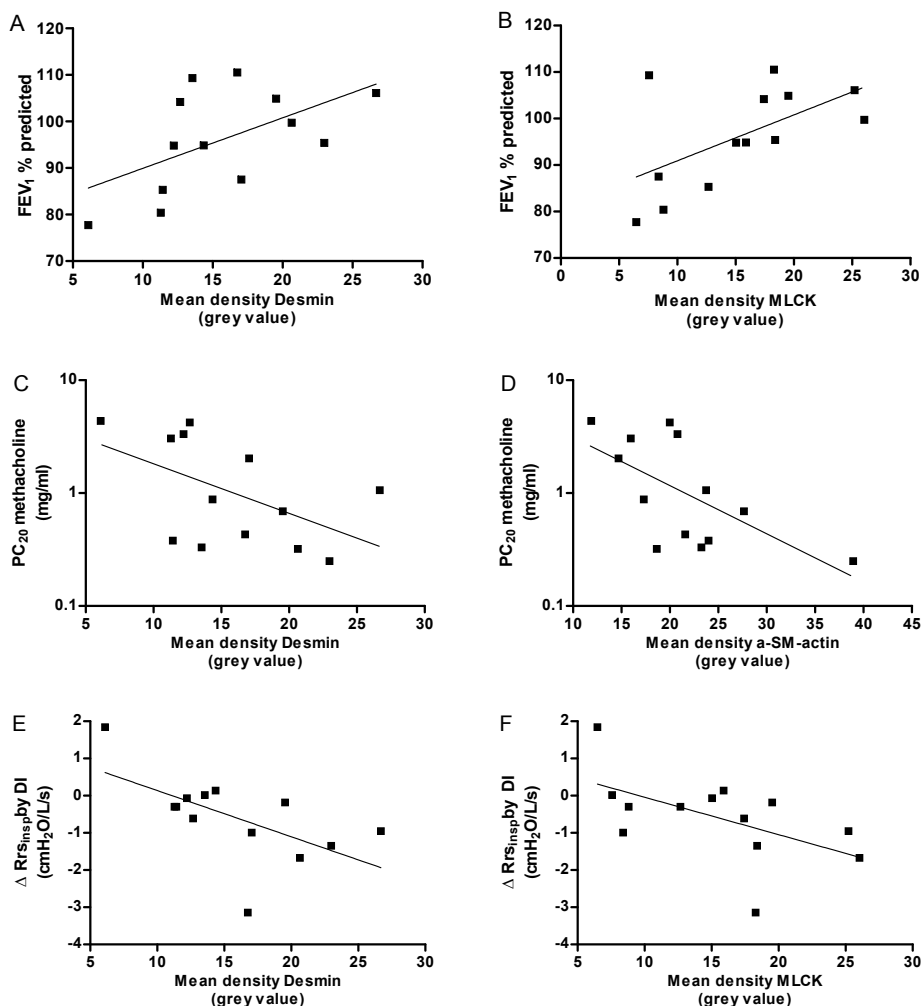 A
FEV1 % predicted
120
110
100
90
80
70
5 10 15 20 25 30
Mean density Desmin
(grey value)
B
FEV1 % predicted
120
110
100
90
80
70
0 5 10 15 20 25 30
Mean density MLCK
(grey value)
C
PC20 methacholine
(mg/ml)
10
1
0.1
5 10 15 20 25 30
Mean density Desmin
(grey value)
D
PC20 methacholine
(mg/ml)
10
1
0.1
10 15 20 25 30 35 40 45
Mean density a-SM-actin
(grey value)
E
Δ Rrsinspby DI
(cmH2O/L/s)
2
1
0
-1
-2
-3
-4
5 10 15 20 25 30
Mean density Desmin
(grey value)
F
Δ Rrsinspby DI
(cmH2O/L/s)
2
1
0
-1
-2
-3
-4
5 10 15 20 25 30
Mean density MLCK
(grey value)